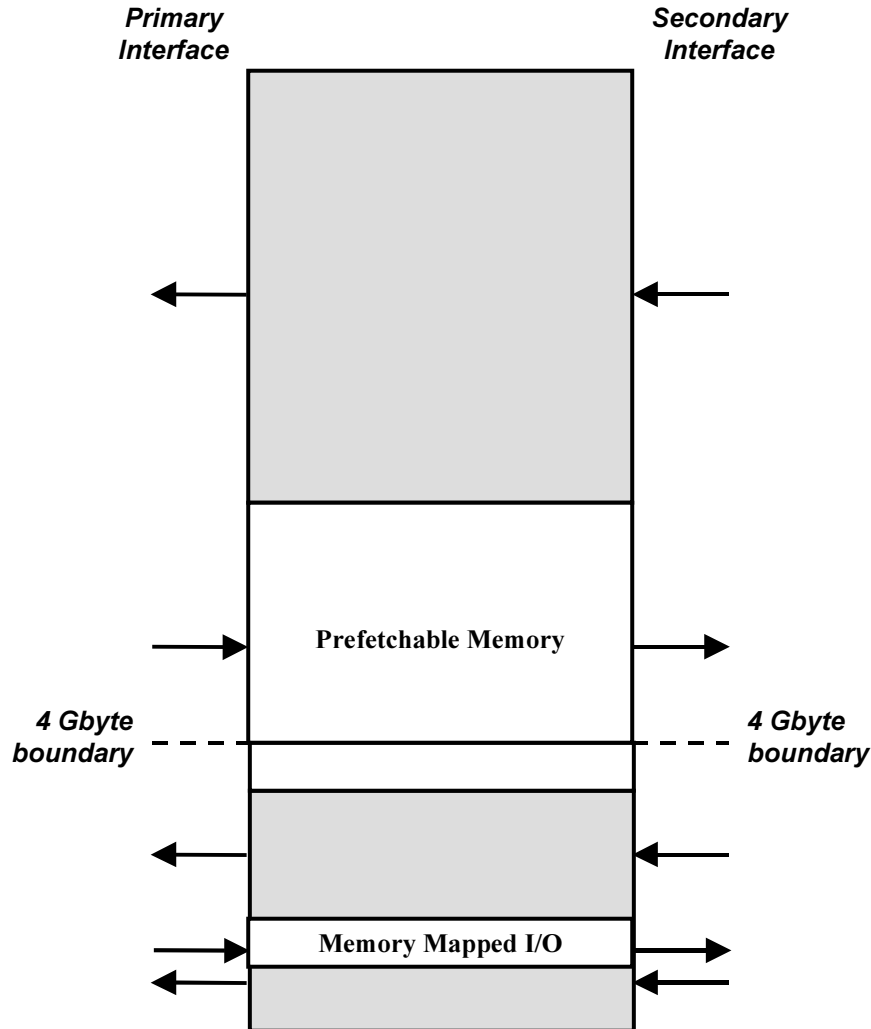 Primary
Interface
Secondary
Interface
Prefetchable Memory
4 Gbyte
boundary
4 Gbyte
boundary
Memory Mapped I/O